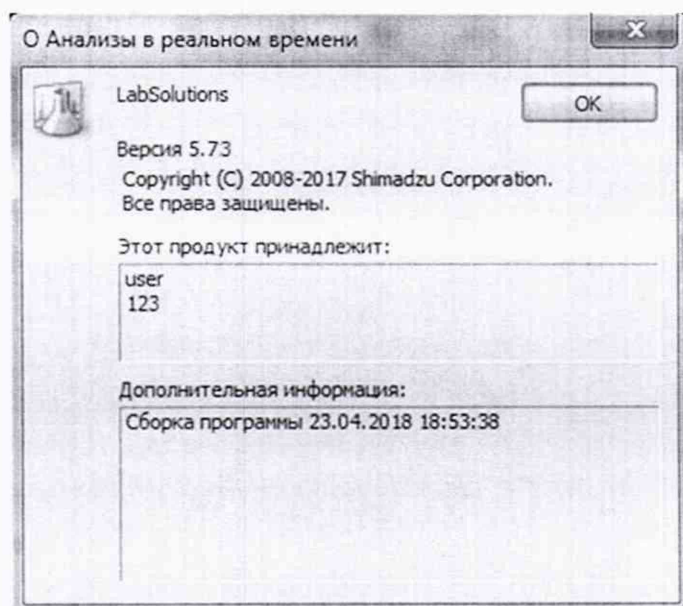 О Анализы в реальном времени
LabSolutions
OK
Версия 5.73
Copyright (C) 2008-2017 Shimadzu Corporation.
Все права защищены.
Этот продукт принадлежит:
user
123
Дополнительная информация:
Сборка программы 23.04.2018 18:53:38